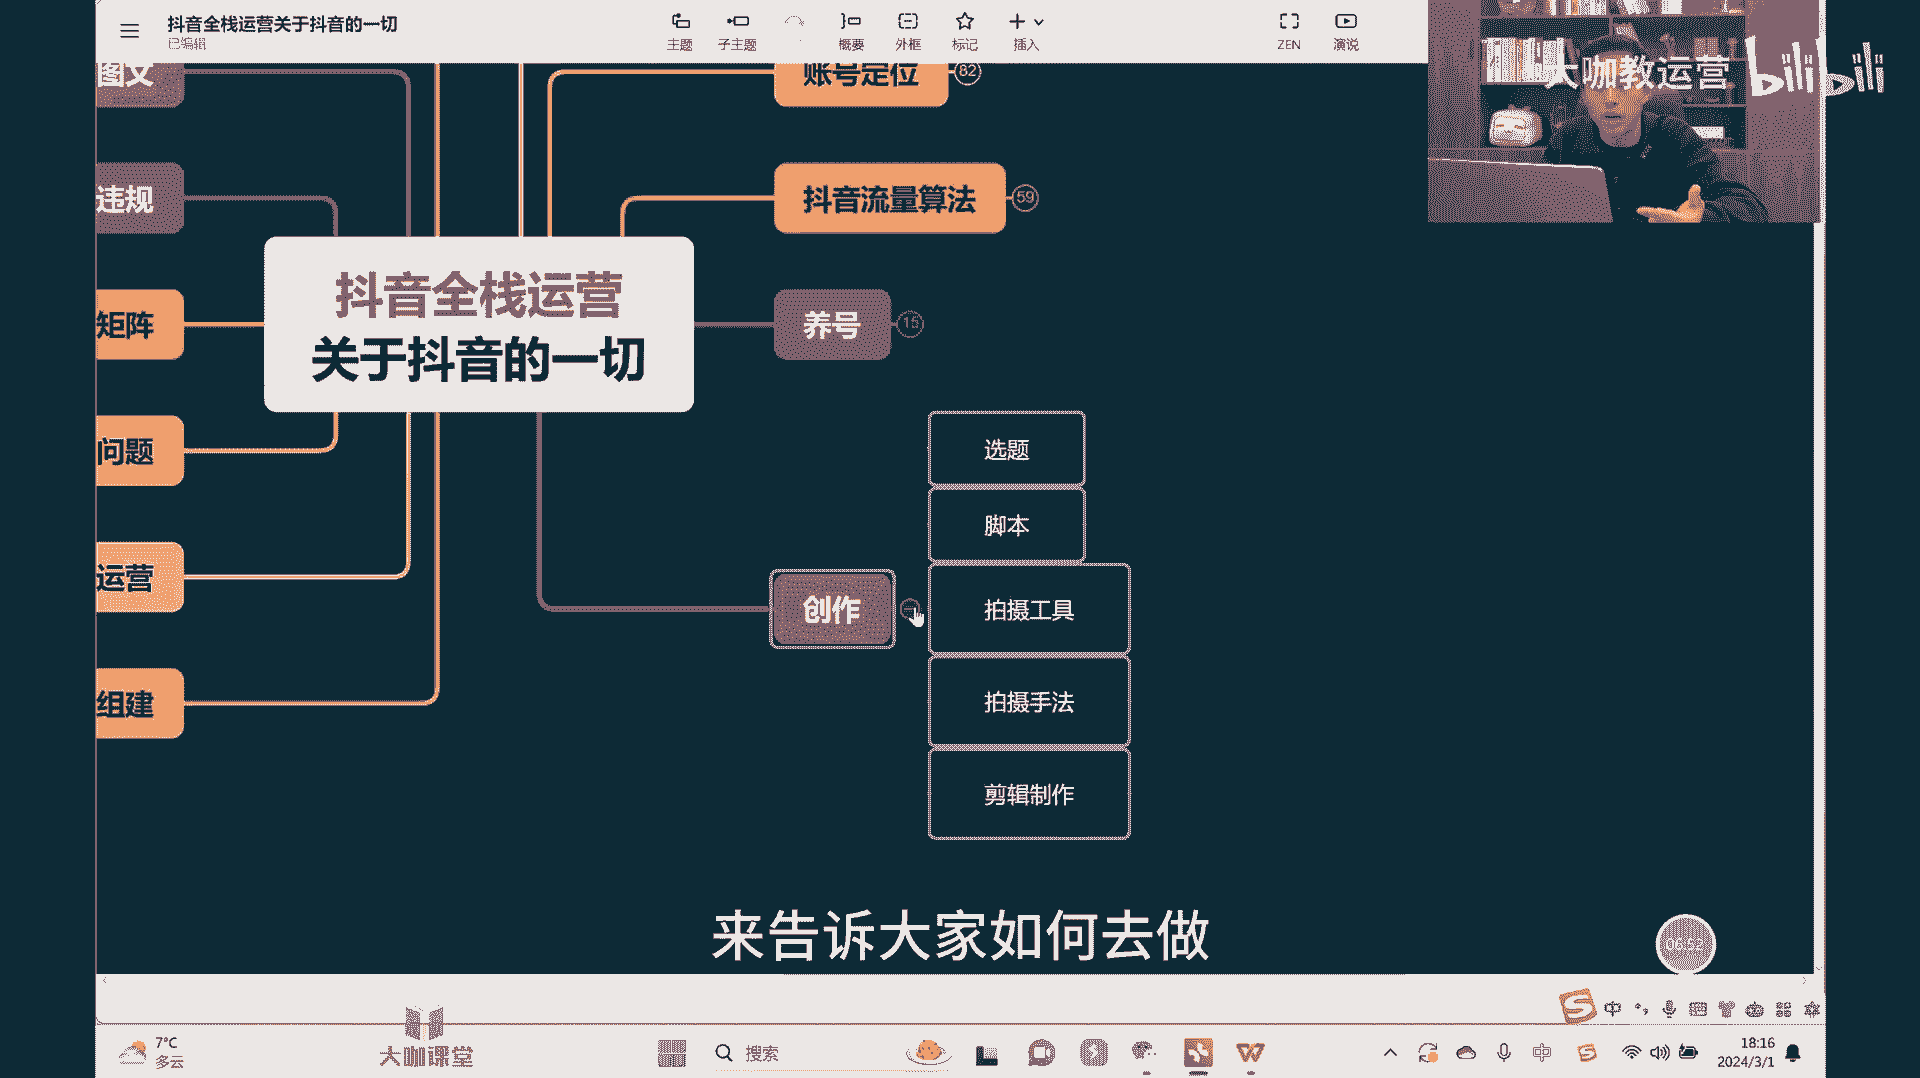 抖音全栈运营关于抖音的一切
已编辑
主题
子主题
概要
外框
标记
插入
ZEN
演说
大咖教运营
bilibili
图文
账号定位
82
违规
抖音流量算法
59
抖音全栈运营
关于抖音的一切
矩阵
养号
15
问题
选题
脚本
运营
创作
拍摄工具
组建
拍摄手法
剪辑制作
来告诉大家如何去做
06:52
中
7°C
多云
大咖课堂
搜索
中
18:16
2024/3/1